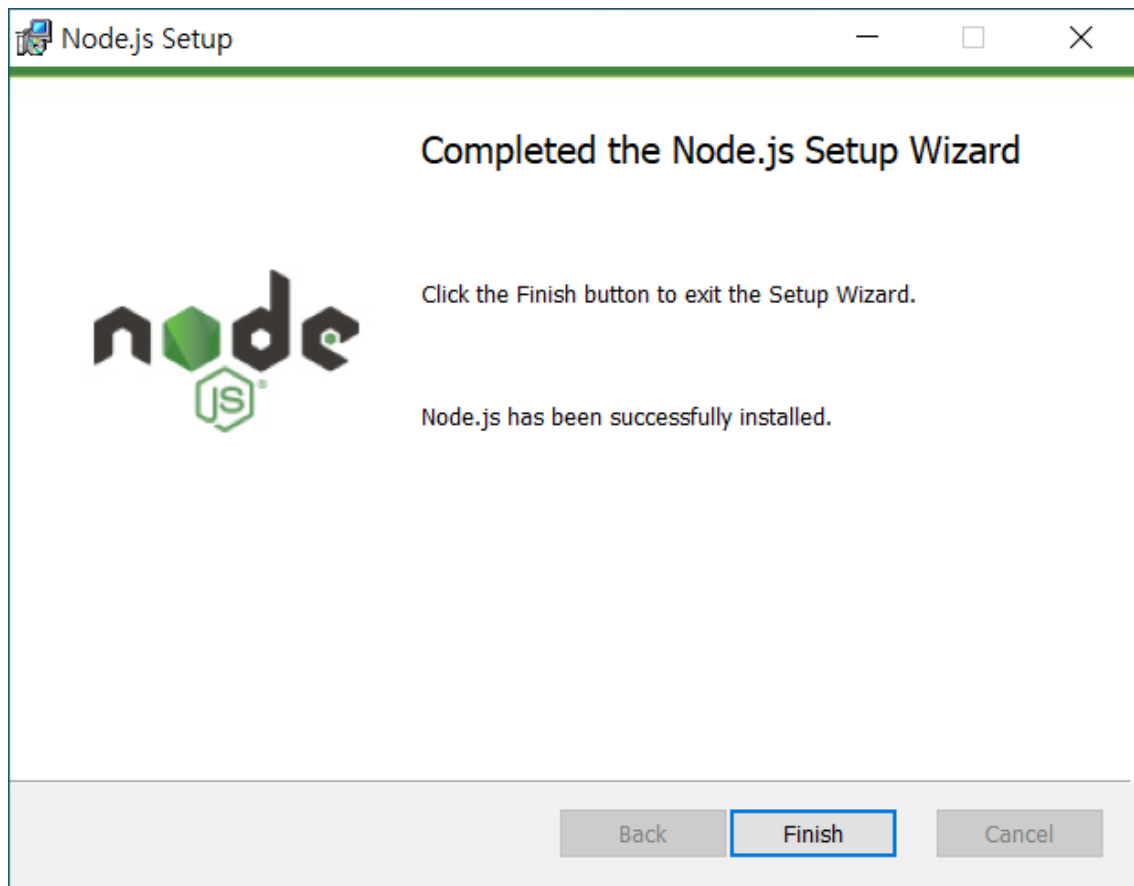 Node.js Setup
Completed the Node.js Setup Wizard
Click the Finish button to exit the Setup Wizard.
node
JS®
Node.js has been successfully installed.
Back
Finish
Cancel